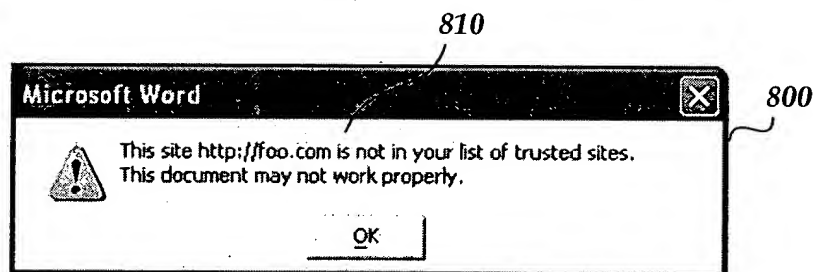 810
Microsoft Word
800
This site http://foo.com is not in your list of trusted sites.
This document may not work properly.
OK